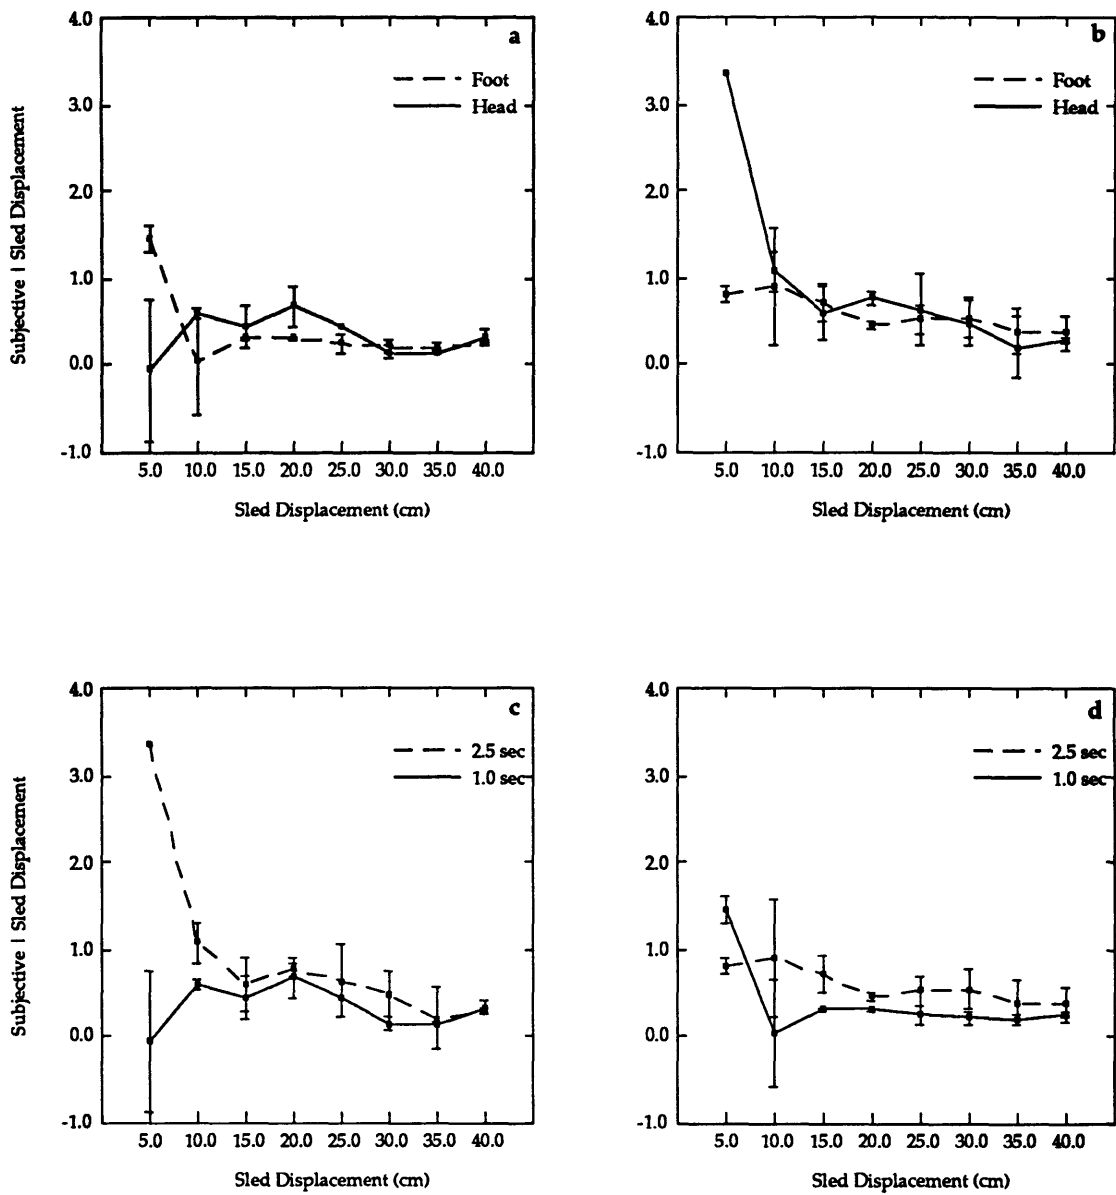 a
4.0
3.0
2.0
1.0
0.0
-1.0
Foot
Head
Subjective | Sled Displacement
5.0 10.0 15.0 20.0 25.0 30.0 35.0 40.0
Sled Displacement (cm)
b
4.0
3.0
2.0
1.0
0.0
-1.0
Foot
Head
5.0 10.0 15.0 20.0 25.0 30.0 35.0 40.0
Sled Displacement (cm)
c
4.0
3.0
2.0
1.0
0.0
-1.0
2.5 sec
1.0 sec
Subjective | Sled Displacement
5.0 10.0 15.0 20.0 25.0 30.0 35.0 40.0
Sled Displacement (cm)
d
4.0
3.0
2.0
1.0
0.0
-1.0
2.5 sec
1.0 sec
5.0 10.0 15.0 20.0 25.0 30.0 35.0 40.0
Sled Displacement (cm)